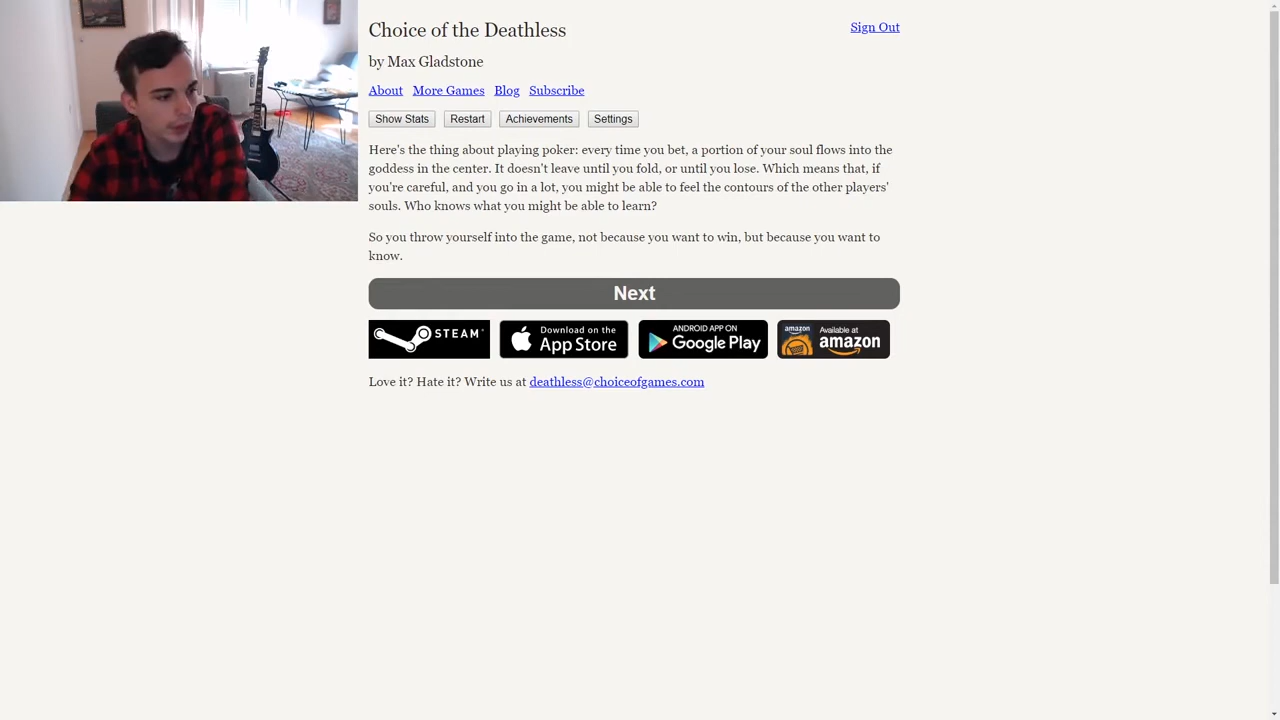 Choice of the Deathless
Sign Out
by Max Gladstone
About More Games Blog Subscribe
Show Stats Restart Achievements Settings
Here's the thing about playing poker: every time you bet, a portion of your soul flows into the
goddess in the center. It doesn't leave until you fold, or until you lose. Which means that, if
you're careful, and you go in a lot, you might be able to feel the contours of the other players'
souls. Who knows what you might be able to learn?
So you throw yourself into the game, not because you want to win, but because you want to
know.
Next
STEAM
Download on the
App Store
ANDROID APP ON
Google Play
amazon
Available at
amazon
Love it? Hate it? Write us at deathless@choiceofgames.com